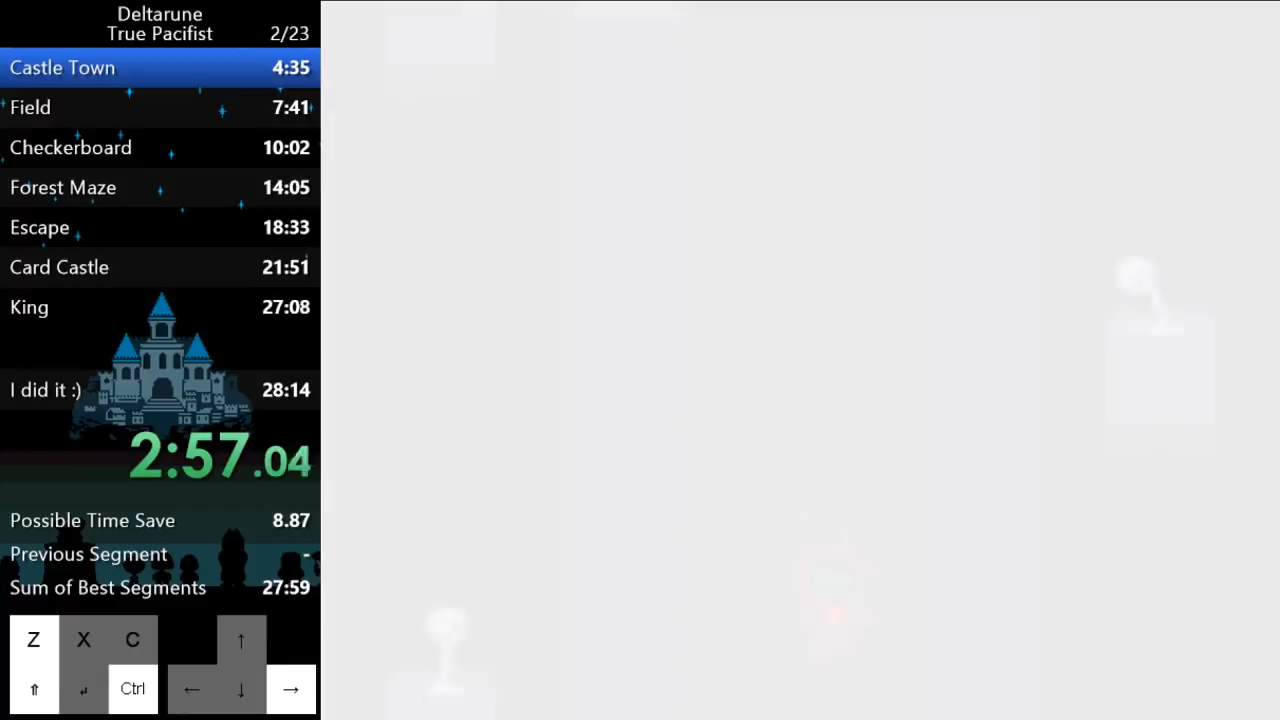 Deltarune
True Pacifist 2/23
Castle Town 4:35
Field 7:41
Checkerboard 10:02
Forest Maze 14:05
Escape 18:33
Card Castle 21:51
King 27:08
I did it :) 28:14
2:57.04
Possible Time Save 8.87
Previous Segment -
Sum of Best Segments 27:59
Z X C ↑
⇑ ↲ Ctrl ← ↓ →